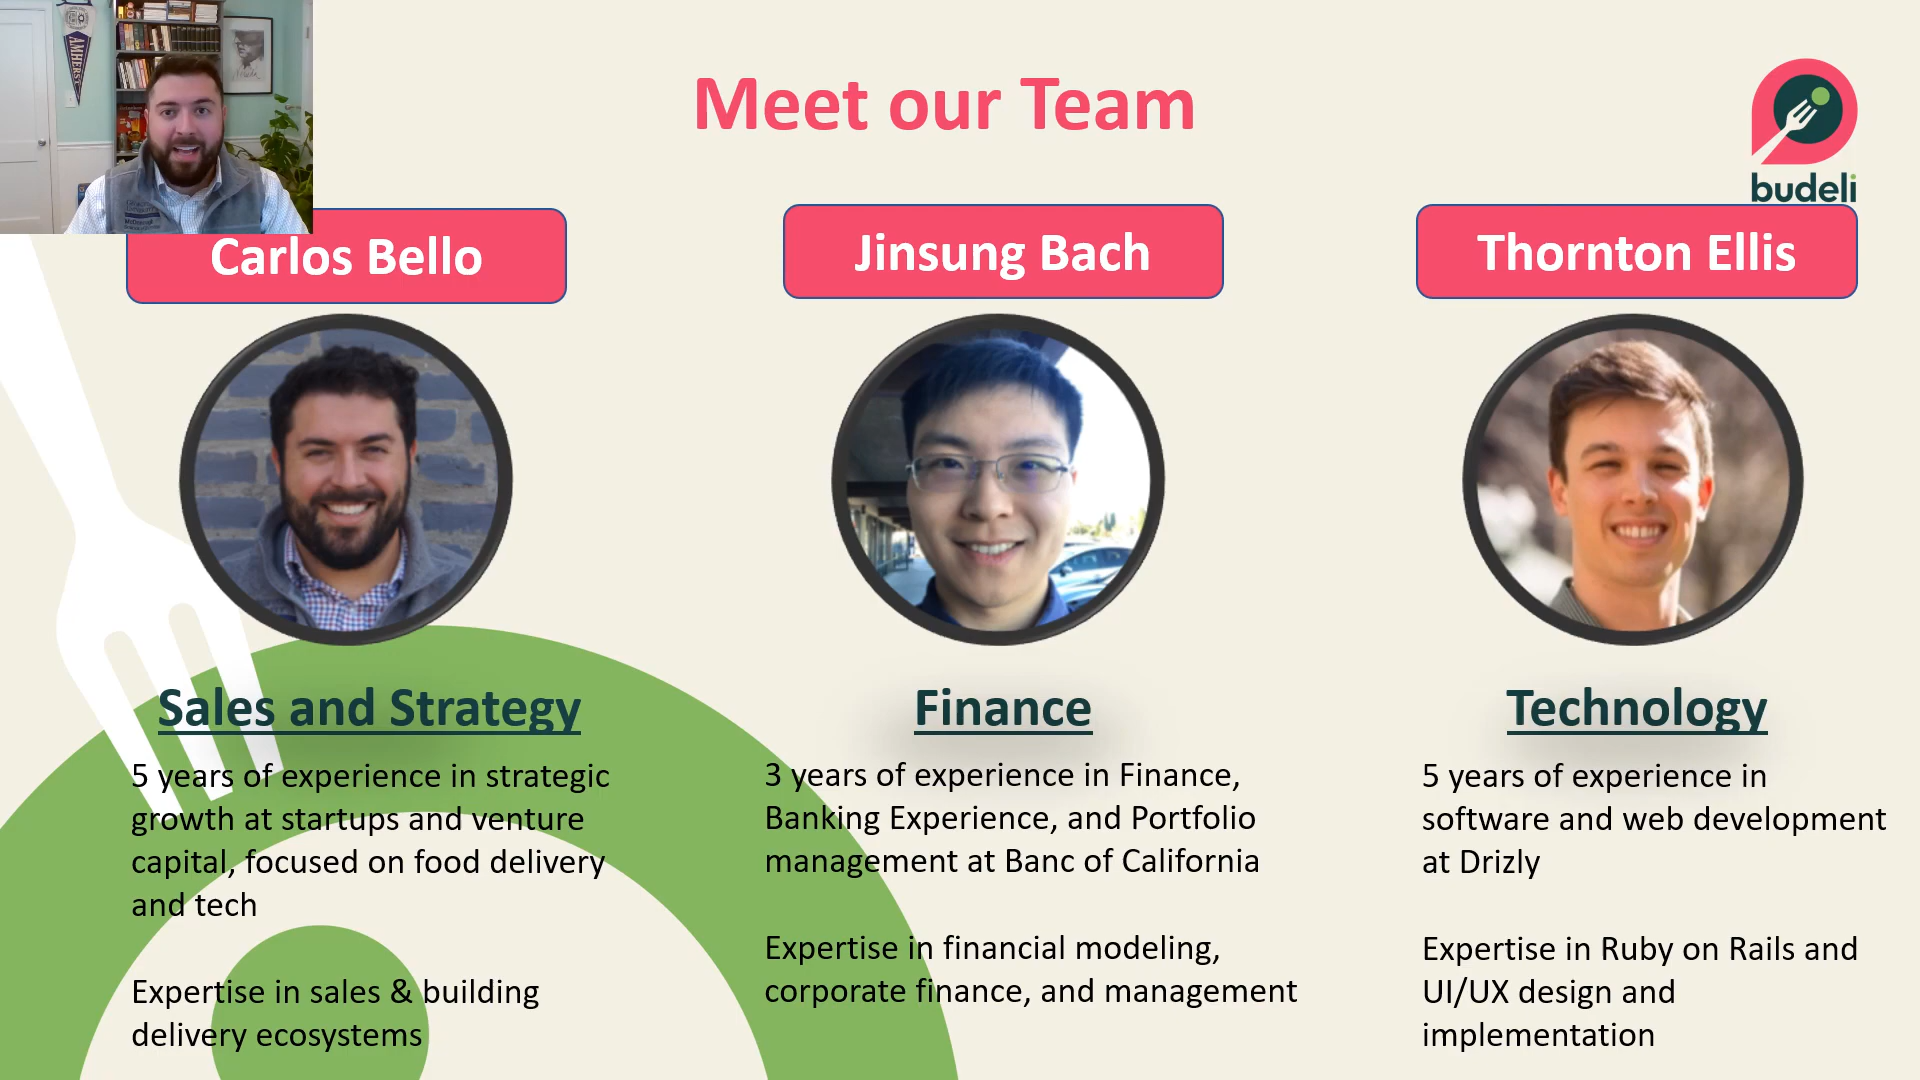 AMHERST
Meet our Team
budeli
Carlos Bello
Jinsung Bach
Thornton Ellis
Sales and Strategy
5 years of experience in strategic
growth at startups and venture
capital, focused on food delivery
and tech
Expertise in sales & building
delivery ecosystems
Finance
3 years of experience in Finance,
Banking Experience, and Portfolio
management at Banc of California
Expertise in financial modeling,
corporate finance, and management
Technology
5 years of experience in
software and web development
at Drizly
Expertise in Ruby on Rails and
UI/UX design and
implementation